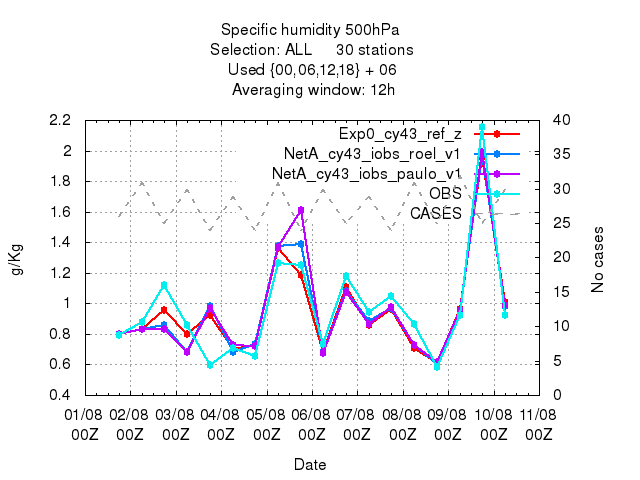 Specific humidity 500hPa
Selection: ALL     30 stations
Used {00,06,12,18} + 06
Averaging window: 12h
2.2
2
1.8
1.6
1.4
1.2
1
0.8
0.6
0.4
g/Kg
40
35
30
25
20
15
10
5
0
No cases
Exp0_cy43_ref_z
NetA_cy43_iobs_roel_v1
NetA_cy43_iobs_paulo_v1
OBS
CASES
01/08 02/08 03/08 04/08 05/08 06/08 07/08 08/08 09/08 10/08 11/08
00Z 00Z 00Z 00Z 00Z 00Z 00Z 00Z 00Z 00Z 00Z
Date